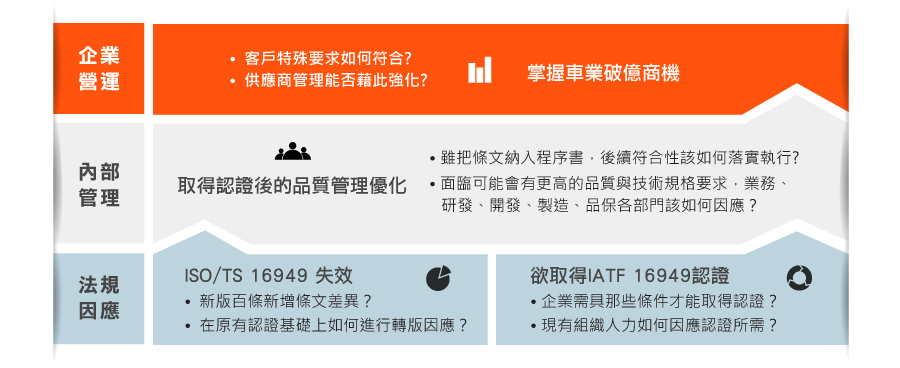 企業
營運
• 客戶特殊要求如何符合?
• 供應商管理能否藉此強化?
掌握車業破億商機
內部
管理
取得認證後的品質管理優化
• 雖把條文納入程序書，後續符合性該如何落實執行?
• 面臨可能會有更高的品質與技術規格要求，業務、
研發、開發、製造、品保各部門該如何因應？
法規
因應
ISO/TS 16949 失效
• 新版百條新增條文差異？
• 在原有認證基礎上如何進行轉版因應？
欲取得IATF 16949認證
• 企業需具那些條件才能取得認證？
• 現有組織人力如何因應認證所需？